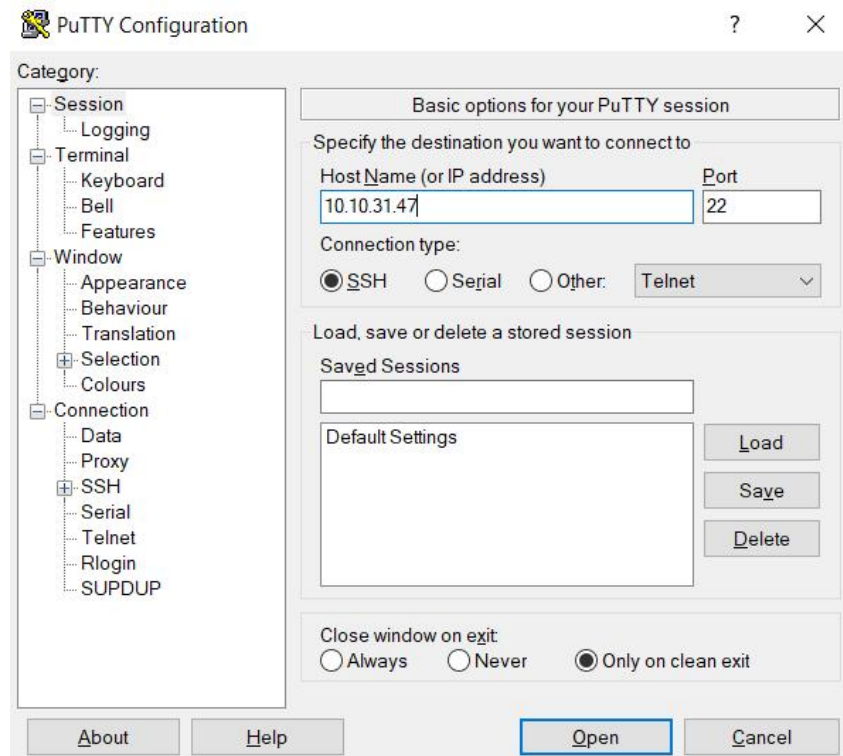 PuTTY Configuration
?
Category:
Session
Logging
Terminal
Keyboard
Bell
Features
Window
Appearance
Behaviour
Translation
Selection
Colours
Connection
Data
Proxy
SSH
Serial
Telnet
Rlogin
SUPDUP
Basic options for your PuTTY session
Specify the destination you want to connect to
Host Name (or IP address) Port
10.10.31.47 22
Connection type:
SSH Serial Other: Telnet
Load, save or delete a stored session
Saved Sessions
Default Settings
Load
Save
Delete
Close window on exit:
Always Never Only on clean exit
About Help Open Cancel